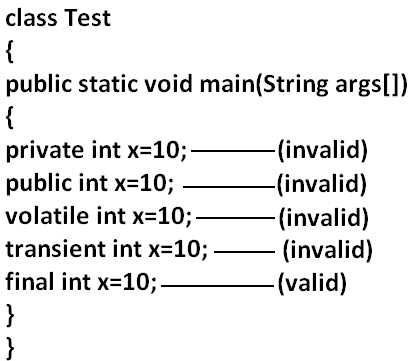 class Test
{
public static void main(String args[])
{
private int x=10; (invalid)
public int x=10; (invalid)
volatile int x=10; (invalid)
transient int x=10; (invalid)
final int x=10; (valid)
}
}